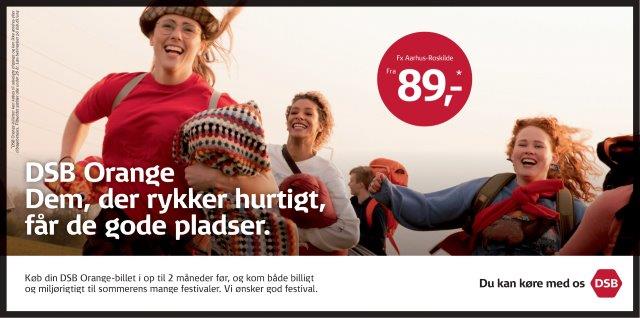 Fx Aarhus-Roskilde
Fra
89,-*
DSB Orange
Dem, der rykker hurtigt,
får de gode pladser.
Køb din DSB Orange-billet i op til 2 måneder før, og kom både billigt
og miljørigtigt til sommerens mange festivaler. Vi ønsker god festival.
Du kan køre med os
DSB